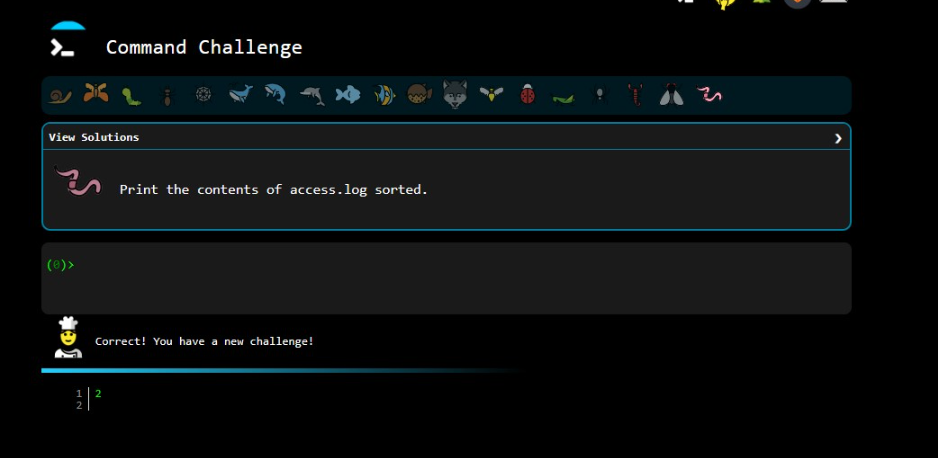 Command Challenge
View Solutions
Print the contents of access.log sorted.
(0)>
Correct! You have a new challenge!
1 2
2